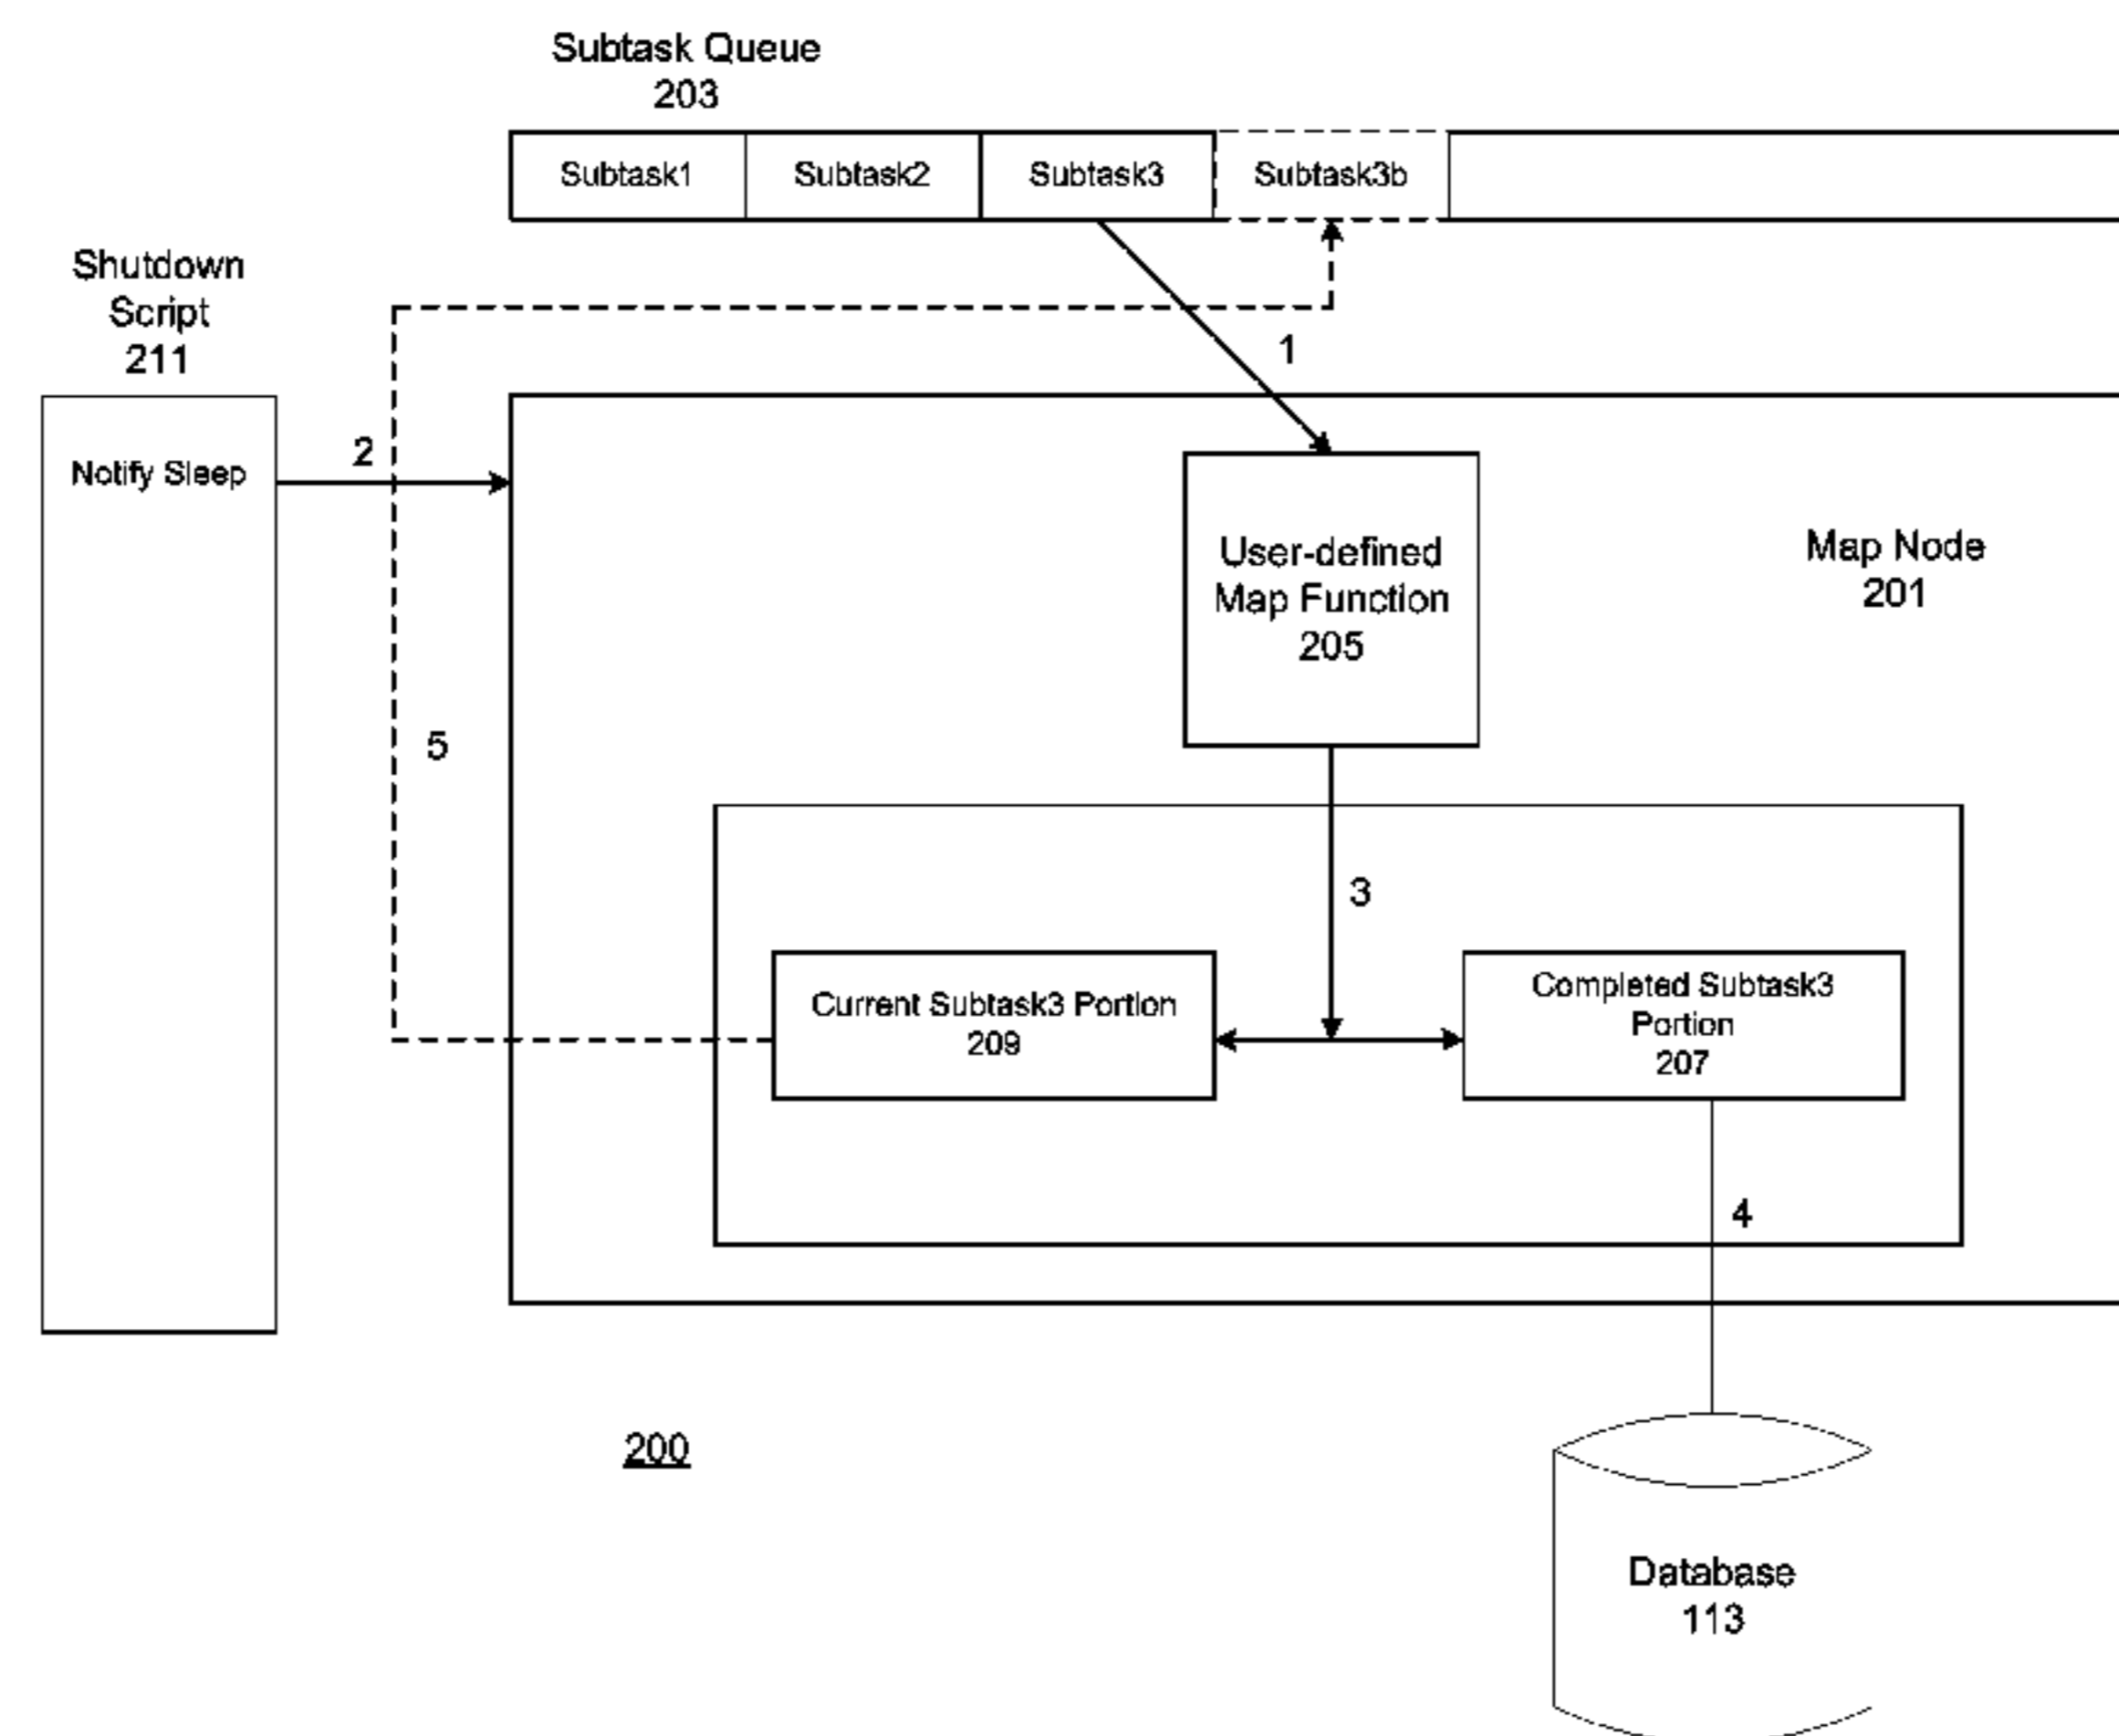 Subtask Queue
203
Subtask1 Subtask2 Subtask3 Subtask3b
Shutdown
Script
211
1
Notify Sleep
2
User-defined
Map Function
205
Map Node
201
5
3
Current Subtask3 Portion
209
Completed Subtask3
Portion
207
4
200
Database
113